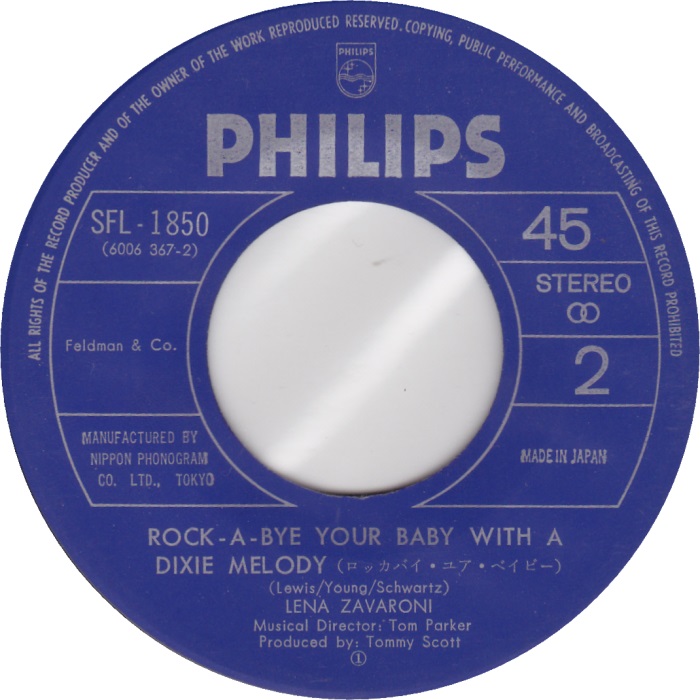 ALL RIGHTS OF THE RECORD PRODUCER AND OF THE OWNER OF THE WORK REPRODUCED RESERVED. COPYING, PUBLIC PERFORMANCE AND BROADCASTING OF THIS RECORD PROHIBITED
PHILIPS
PHILIPS
SFL-1850
(6006 367-2)
45
STEREO
Feldman & Co.
2
MANUFACTURED BY
NIPPON PHONOGRAM
CO. LTD., TOKYO
MADE IN JAPAN
ROCK-A-BYE YOUR BABY WITH A
DIXIE MELODY (ロッカバイ・ユア・ベイビー)
(Lewis/Young/Schwartz)
LENA ZAVARONI
Musical Director: Tom Parker
Produced by: Tommy Scott
①